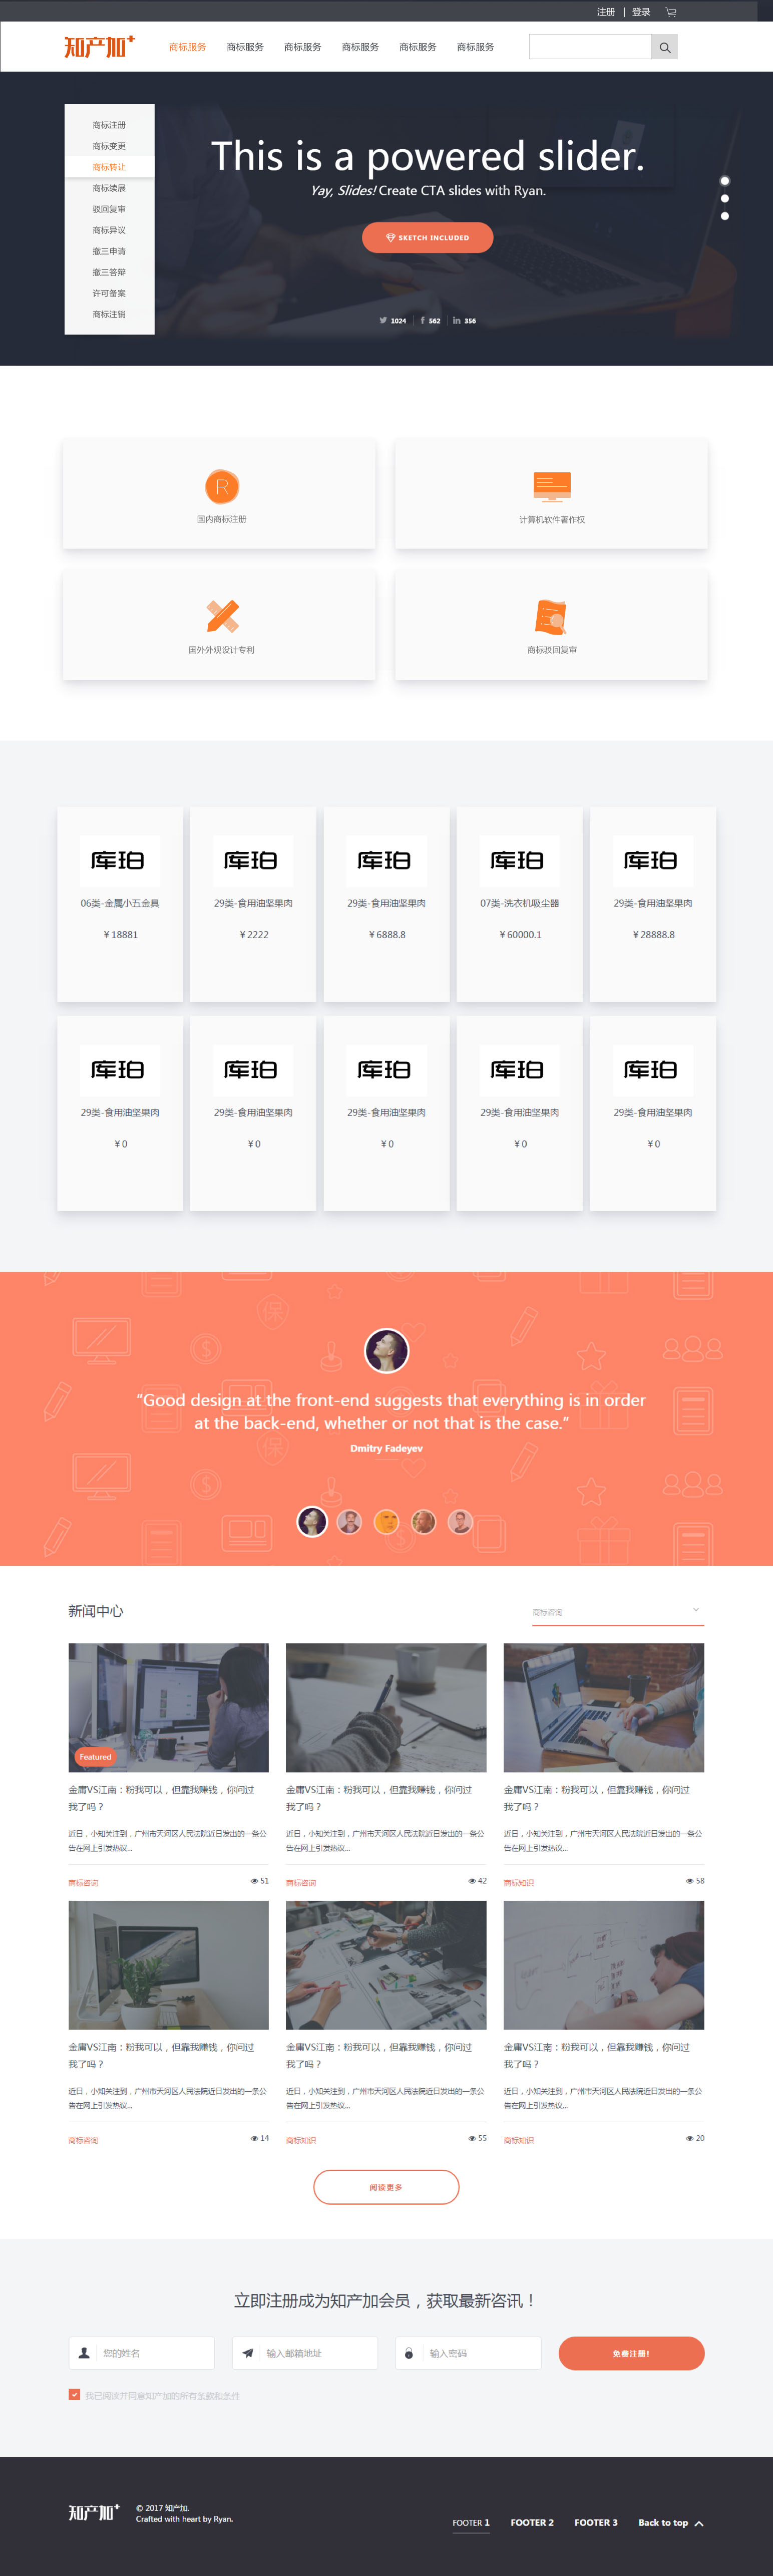 注册 | 登录
知产加+
商标服务 商标服务 商标服务 商标服务 商标服务 商标服务
商标注册
商标变更
商标转让
商标续展
驳回复审
商标异议
撤三申请
撤三答辩
许可备案
商标注销
This is a powered slider.
Yay, Slides! Create CTA slides with Ryan.
SKETCH INCLUDED
1024 562 356
R
国内商标注册
计算机软件著作权
国外外观设计专利
商标驳回复审
库珀 库珀 库珀 库珀 库珀
06类-金属小五金具 29类-食用油坚果肉 29类-食用油坚果肉 07类-洗衣机吸尘器 29类-食用油坚果肉
¥18881 ¥2222 ¥6888.8 ¥60000.1 ¥28888.8
库珀 库珀 库珀 库珀 库珀
29类-食用油坚果肉 29类-食用油坚果肉 29类-食用油坚果肉 29类-食用油坚果肉 29类-食用油坚果肉
¥0 ¥0 ¥0 ¥0 ¥0
保
“Good design at the front-end suggests that everything is in order
at the back-end, whether or not that is the case.”
Dmitry Fadeyev
保
新闻中心
商标咨询
Featured
金庸VS江南：粉我可以，但靠我赚钱，你问过
我了吗？
近日，小知关注到，广州市天河区人民法院近日发出的一条公
告在网上引发热议...
商标咨询 51
金庸VS江南：粉我可以，但靠我赚钱，你问过
我了吗？
近日，小知关注到，广州市天河区人民法院近日发出的一条公
告在网上引发热议...
商标咨询 42
金庸VS江南：粉我可以，但靠我赚钱，你问过
我了吗？
近日，小知关注到，广州市天河区人民法院近日发出的一条公
告在网上引发热议...
商标知识 58
金庸VS江南：粉我可以，但靠我赚钱，你问过
我了吗？
近日，小知关注到，广州市天河区人民法院近日发出的一条公
告在网上引发热议...
商标咨询 14
金庸VS江南：粉我可以，但靠我赚钱，你问过
我了吗？
近日，小知关注到，广州市天河区人民法院近日发出的一条公
告在网上引发热议...
商标知识 55
金庸VS江南：粉我可以，但靠我赚钱，你问过
我了吗？
近日，小知关注到，广州市天河区人民法院近日发出的一条公
告在网上引发热议...
商标知识 20
阅读更多
立即注册成为知产加会员，获取最新咨讯！
您的姓名 输入邮箱地址 输入密码 免费注册!
我已阅读并同意知产加的所有条款和条件
知产加+
© 2017 知产加.
Crafted with heart by Ryan.
FOOTER 1 FOOTER 2 FOOTER 3 Back to top